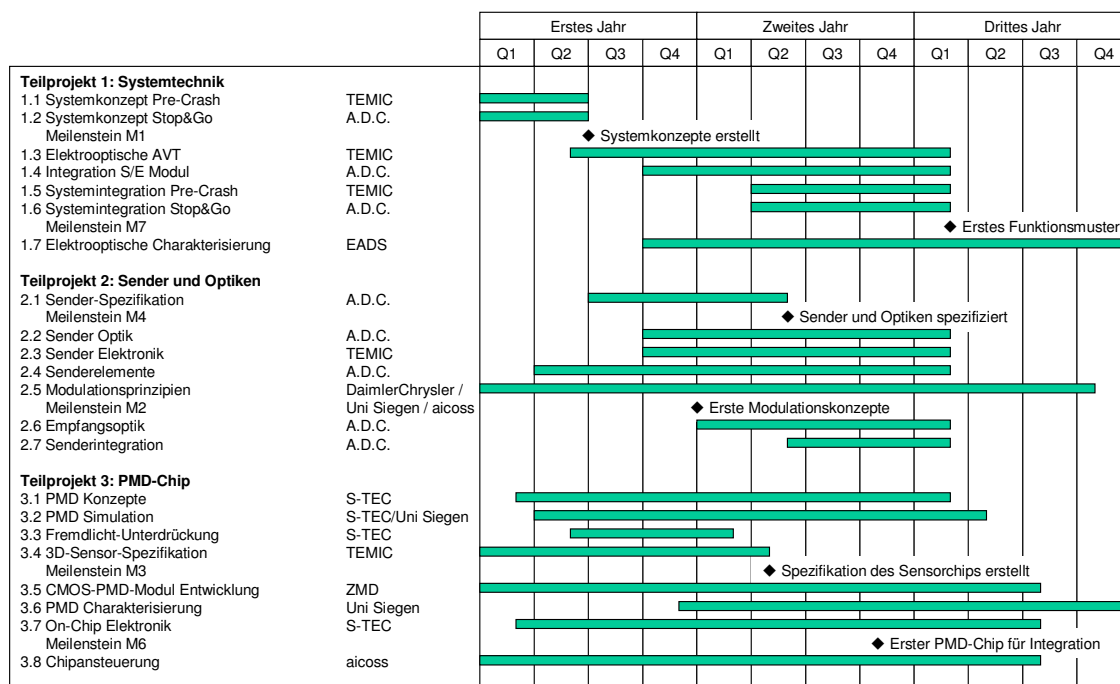 Erstes Jahr Zweites Jahr Drittes Jahr
Q1 Q2 Q3 Q4 Q1 Q2 Q3 Q4 Q1 Q2 Q3 Q4
Teilprojekt 1: Systemtechnik
1.1 Systemkonzept Pre-Crash TEMIC
1.2 Systemkonzept Stop&Go A.D.C.
Meilenstein M1 Systemkonzepte erstellt
1.3 Elektrooptische AVT TEMIC
1.4 Integration S/E Modul A.D.C.
1.5 Systemintegration Pre-Crash TEMIC
1.6 Systemintegration Stop&Go A.D.C.
Meilenstein M7 Erstes Funktionsmuster
1.7 Elektrooptische Charakterisierung EADS
Teilprojekt 2: Sender und Optiken
2.1 Sender-Spezifikation A.D.C.
Meilenstein M4 Sender und Optiken spezifiziert
2.2 Sender Optik A.D.C.
2.3 Sender Elektronik TEMIC
2.4 Senderelemente A.D.C.
2.5 Modulationsprinzipien DaimlerChrysler /
Meilenstein M2 Uni Siegen / aicoss Erste Modulationskonzepte
2.6 Empfangsoptik A.D.C.
2.7 Senderintegration A.D.C.
Teilprojekt 3: PMD-Chip
3.1 PMD Konzepte S-TEC
3.2 PMD Simulation S-TEC/Uni Siegen
3.3 Fremdlicht-Unterdrückung S-TEC
3.4 3D-Sensor-Spezifikation TEMIC
Meilenstein M3 Spezifikation des Sensorchips erstellt
3.5 CMOS-PMD-Modul Entwicklung ZMD
3.6 PMD Charakterisierung Uni Siegen
3.7 On-Chip Elektronik S-TEC
Meilenstein M6 Erster PMD-Chip für Integration
3.8 Chipansteuerung aicoss